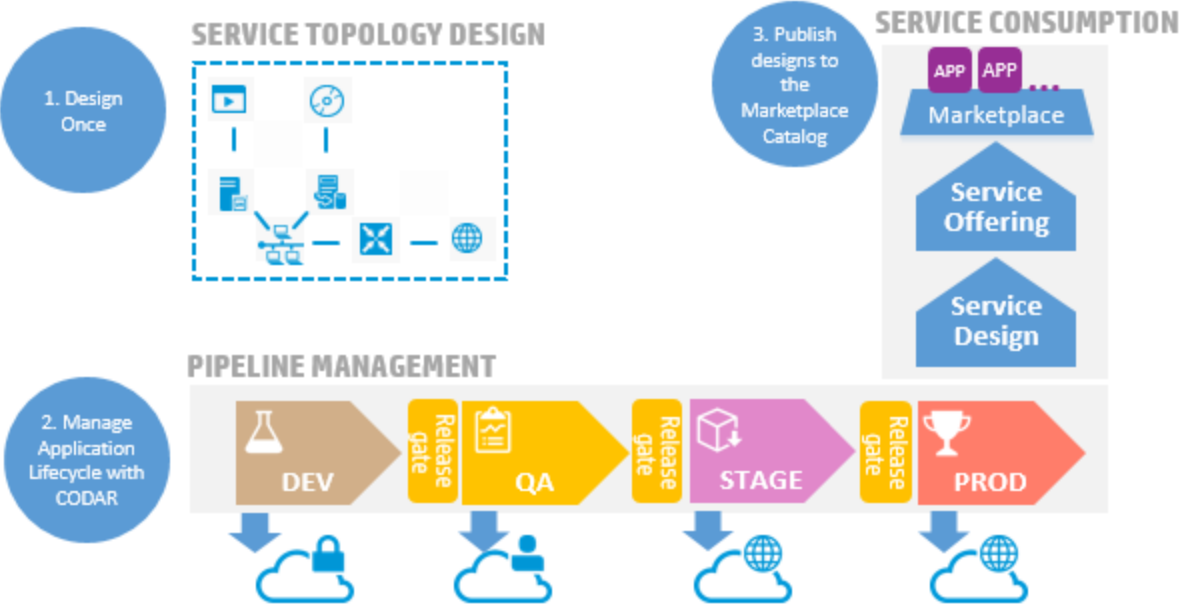 SERVICE TOPOLOGY DESIGN
1. Design
Once
3. Publish
designs to
the
Marketplace
Catalog
SERVICE CONSUMPTION
APP
APP
...
Marketplace
Service
Offering
Service
Design
PIPELINE MANAGEMENT
2. Manage
Application
Lifecycle with
CODAR
DEV
Release
gate
QA
Release
gate
STAGE
Release
gate
PROD